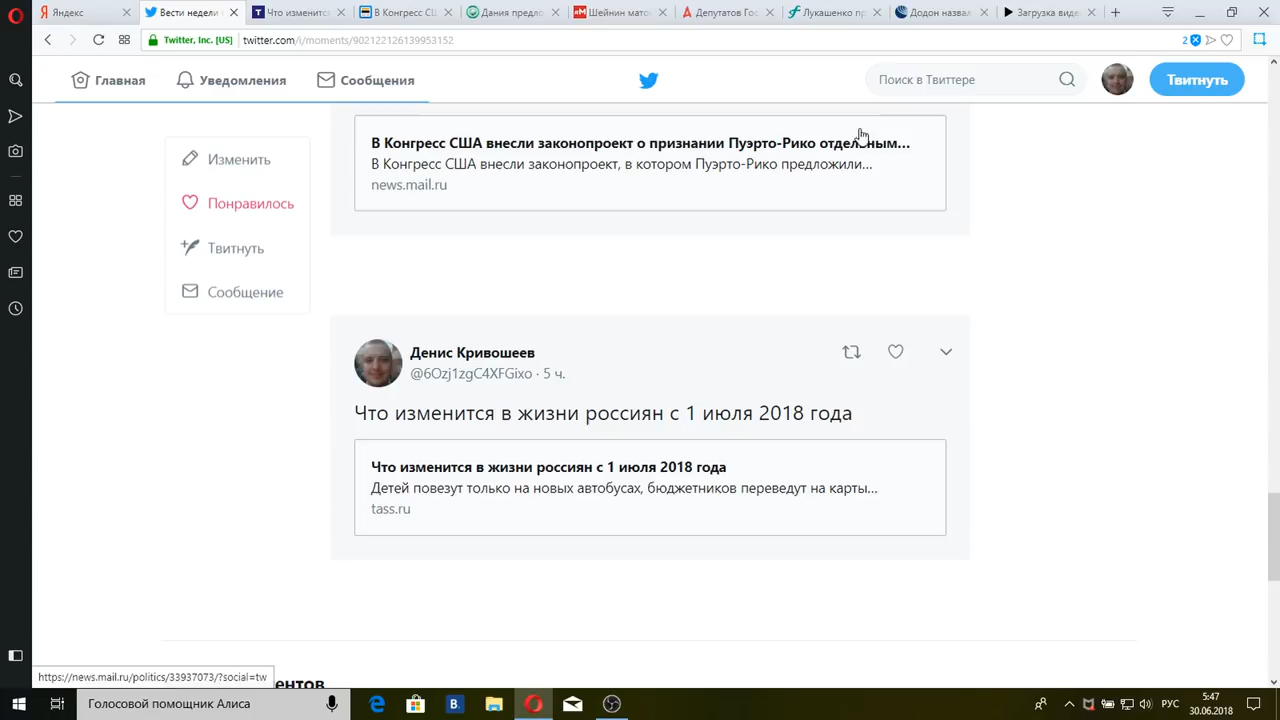 Яндекс
Вести недели
Что изменится
В Конгресс СШ
Дания предло
Шейнин мато
Депутаты Гос
Лукашенко пр
Додон назвал
Загрузка виде
Twitter, Inc. [US]
twitter.com/i/moments/902122126139953152
2
Главная
Уведомления
Сообщения
Поиск в Твиттере
Твитнуть
В Конгресс США внесли законопроект о признании Пуэрто-Рико отдельным...
В Конгресс США внесли законопроект, в котором Пуэрто-Рико предложили...
news.mail.ru
Изменить
Понравилось
Твитнуть
Сообщение
Денис Кривошеев
@6Ozj1zgC4XFGixo · 5 ч.
Что изменится в жизни россиян с 1 июля 2018 года
Что изменится в жизни россиян с 1 июля 2018 года
Детей повезут только на новых автобусах, бюджетников переведут на карты...
tass.ru
https://news.mail.ru/politics/33937073/?social=tw
ентов
Голосовой помощник Алиса
РУС
5:47
30.06.2018